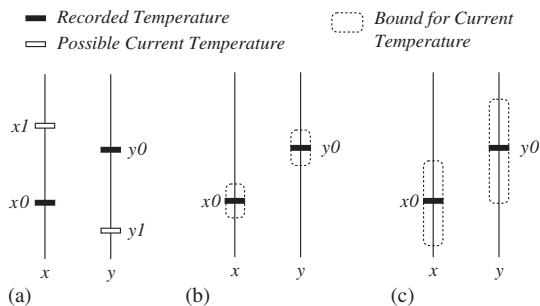 Recorded Temperature
Possible Current Temperature
Bound for Current
Temperature
x1
y0
x0
y1
x y
(a)
y0
x0
x y
(b)
y0
x0
x y
(c)